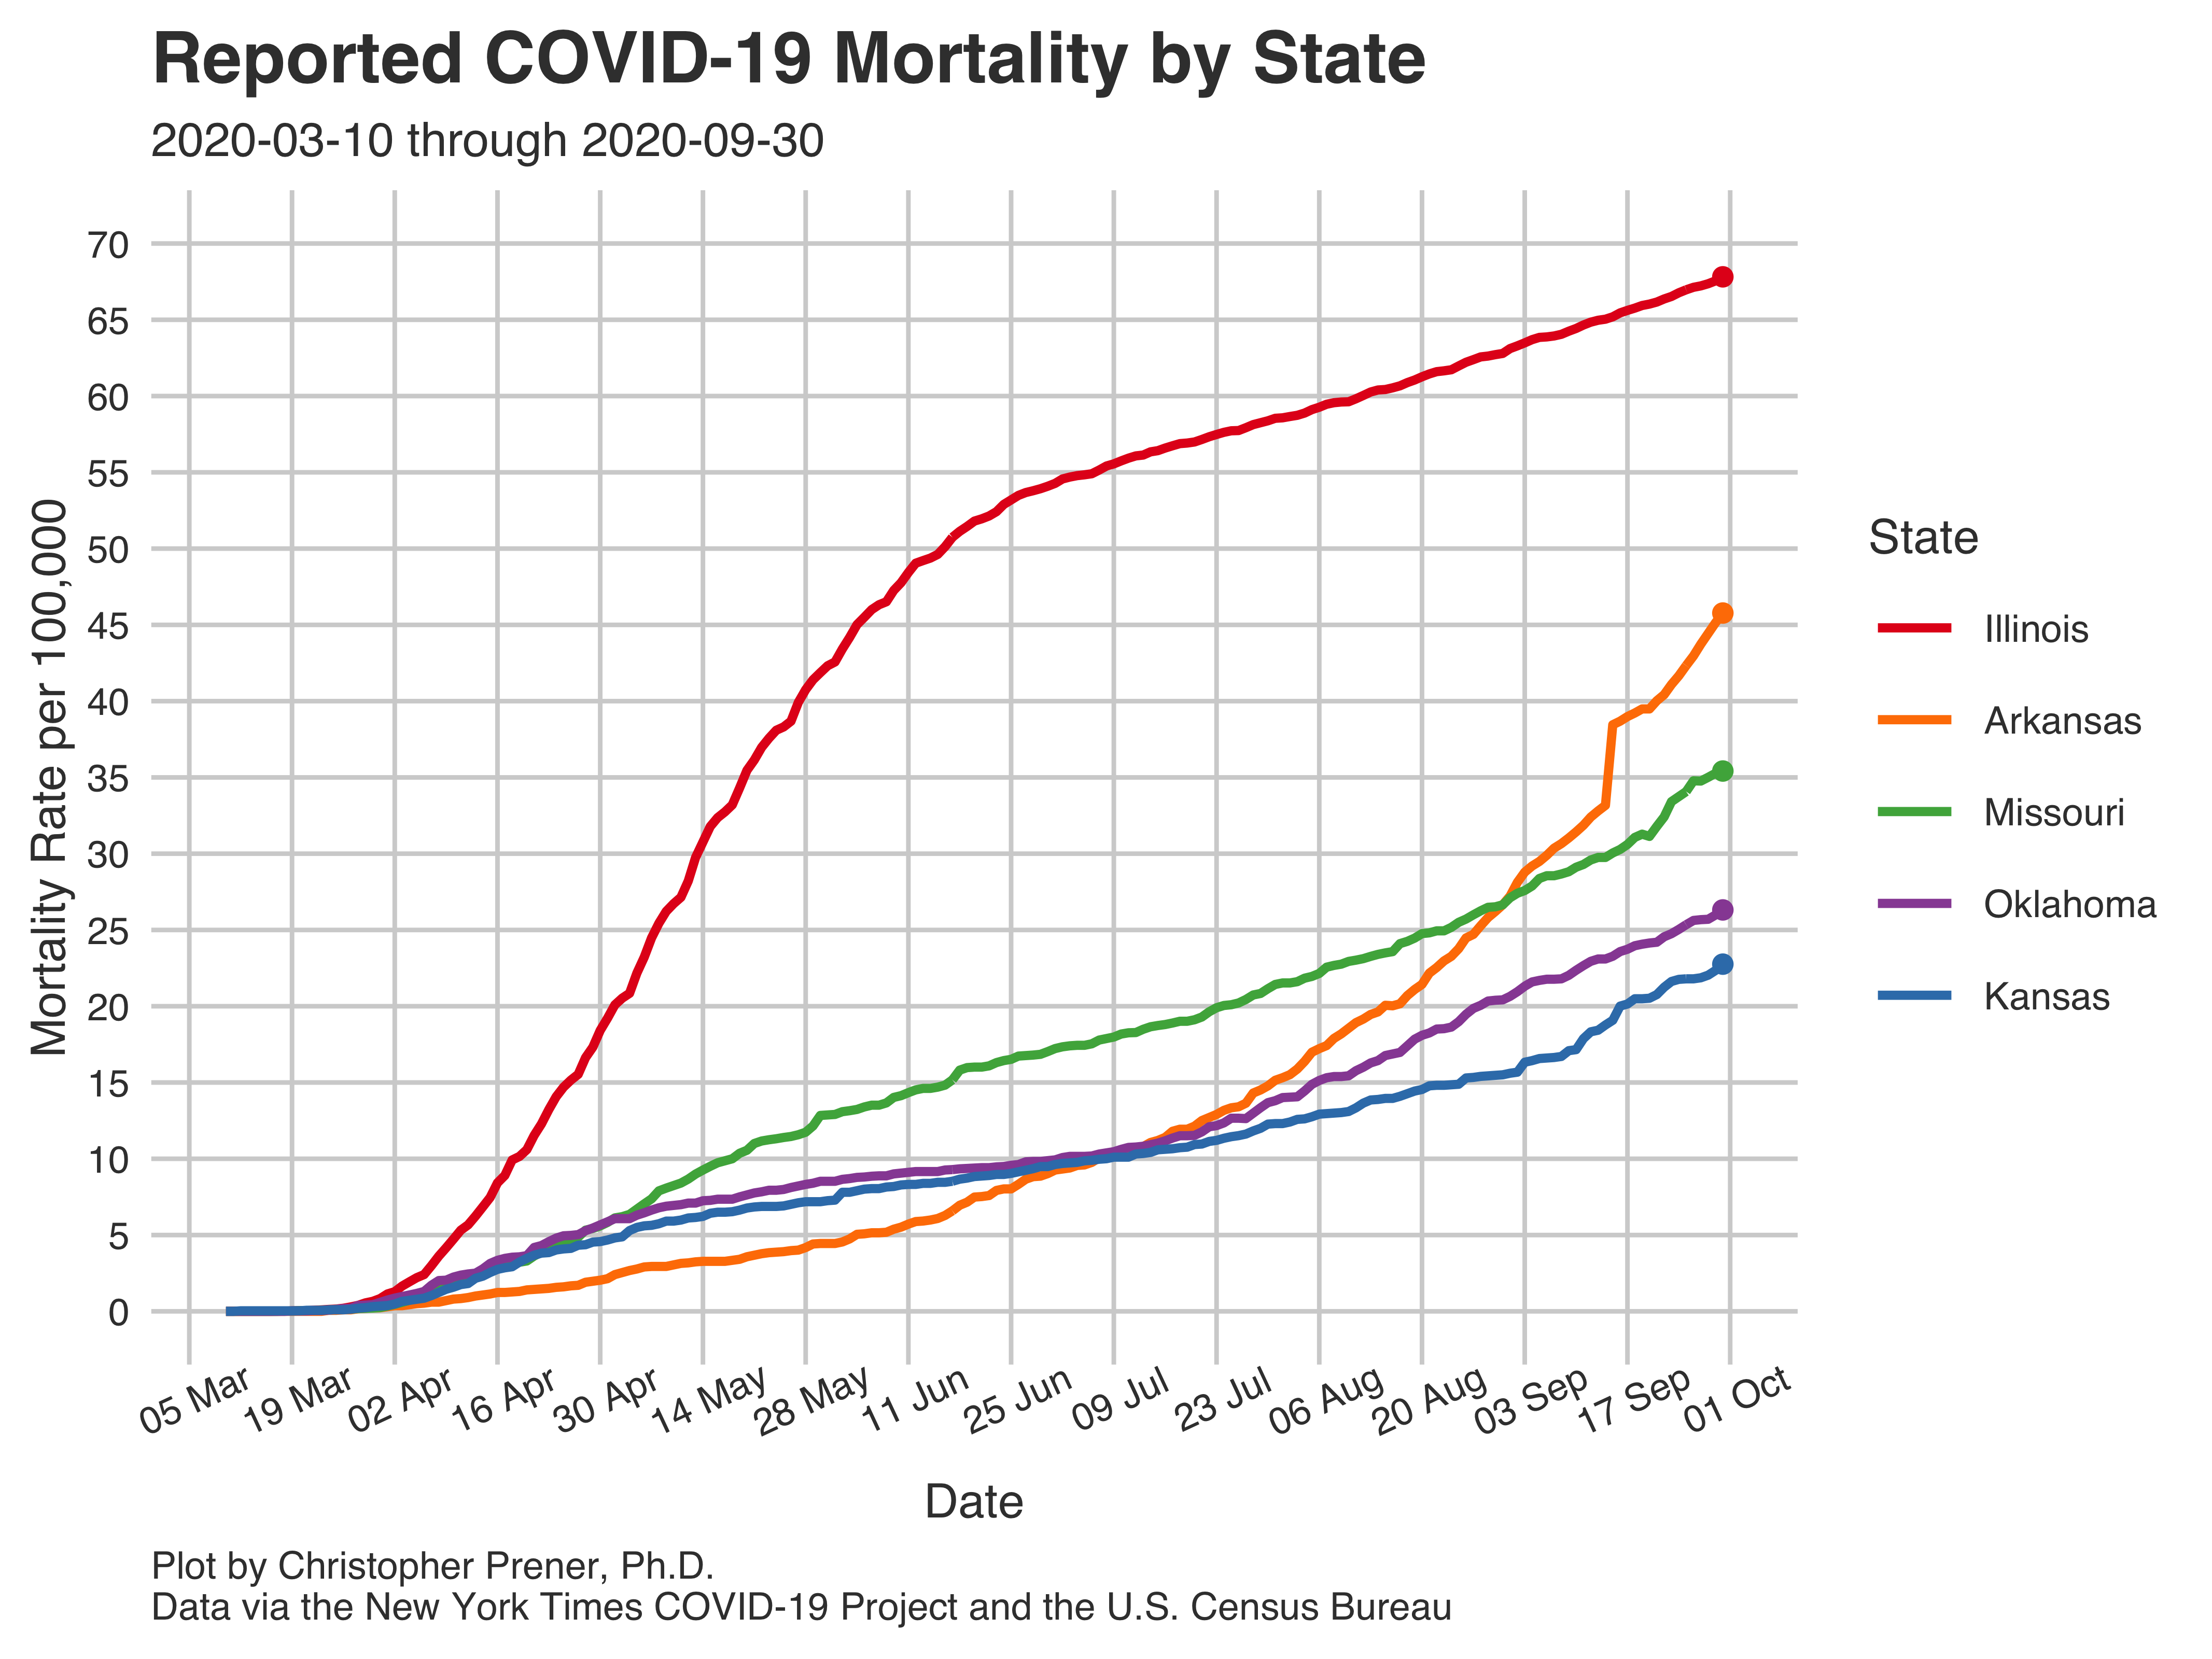 Reported COVID-19 Mortality by State
2020-03-10 through 2020-09-30
Mortality Rate per 100,000
70
65
60
55
50
45
40
35
30
25
20
15
10
5
0
05 Mar
19 Mar
02 Apr
16 Apr
30 Apr
14 May
28 May
11 Jun
25 Jun
09 Jul
23 Jul
06 Aug
20 Aug
03 Sep
17 Sep
01 Oct
Date
State
Illinois
Arkansas
Missouri
Oklahoma
Kansas
Plot by Christopher Prener, Ph.D.
Data via the New York Times COVID-19 Project and the U.S. Census Bureau